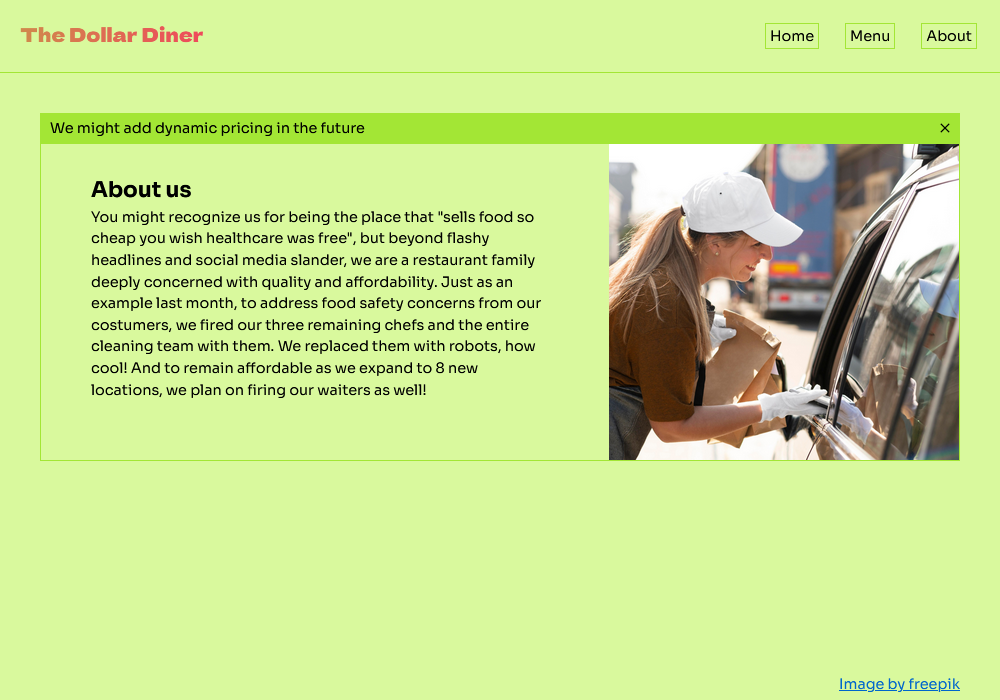 The Dollar Diner
Home
Menu
About
We might add dynamic pricing in the future
×
About us
You might recognize us for being the place that "sells food so
cheap you wish healthcare was free", but beyond flashy
headlines and social media slander, we are a restaurant family
deeply concerned with quality and affordability. Just as an
example last month, to address food safety concerns from our
costumers, we fired our three remaining chefs and the entire
cleaning team with them. We replaced them with robots, how
cool! And to remain affordable as we expand to 8 new
locations, we plan on firing our waiters as well!
Image by freepik